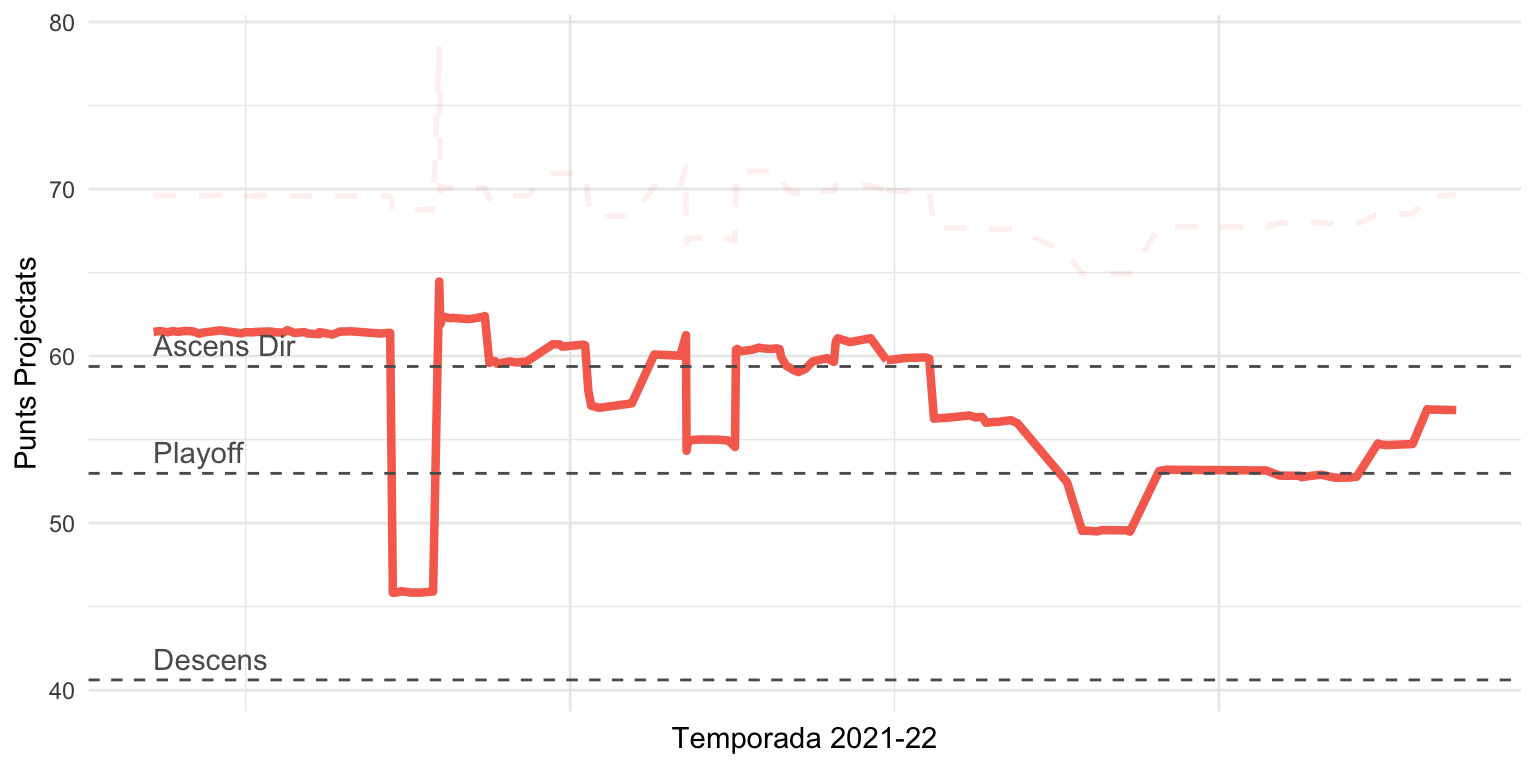 80
70
60
50
40
Punts Projectats
Ascens Dir
Playoff
Descens
Temporada 2021-22